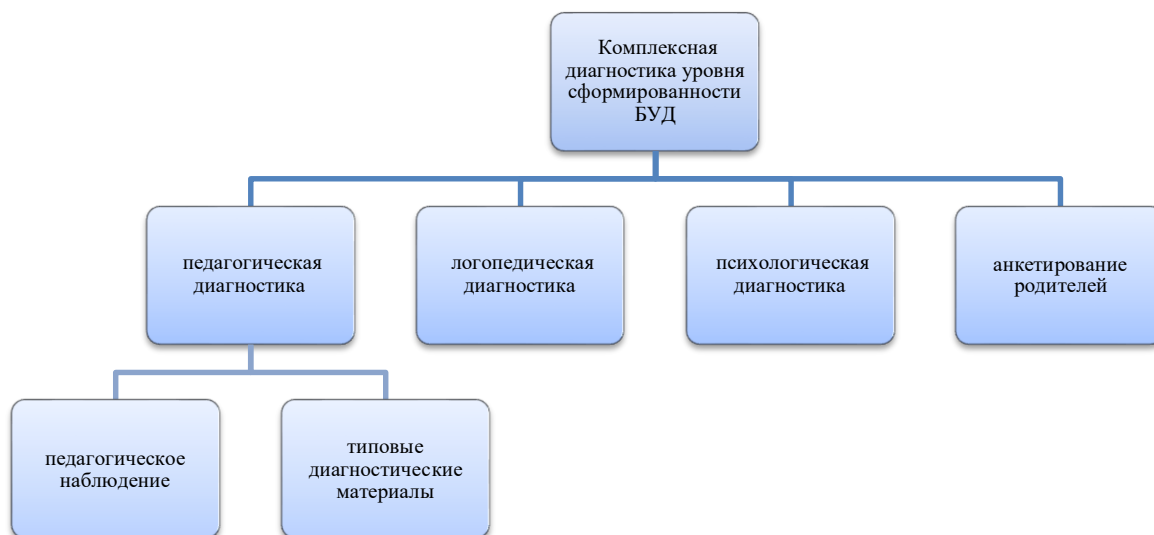 Комплексная
диагностика уровня
сформированности
БУД
педагогическая
диагностика
логопедическая
диагностика
психологическая
диагностика
анкетирование
родителей
педагогическое
наблюдение
типовые
диагностические
материалы